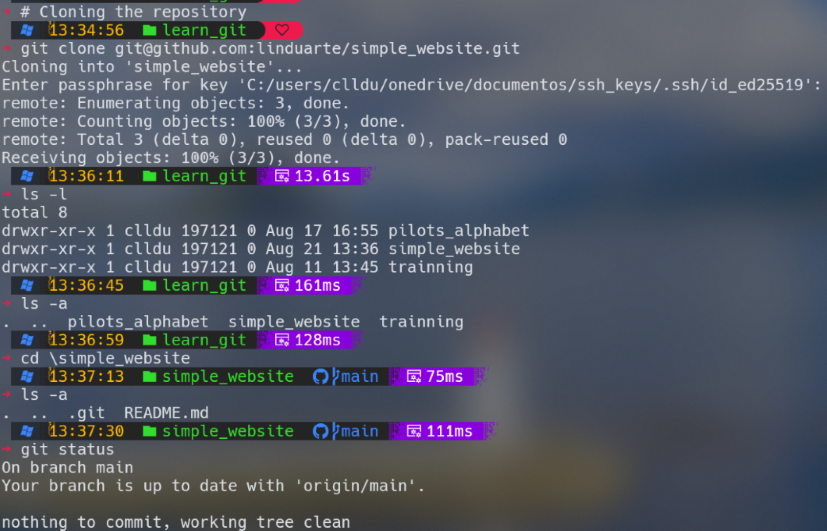 # Cloning the repository
13:34:56 learn_git
git clone git@github.com:linduarte/simple_website.git
Cloning into 'simple_website'...
Enter passphrase for key 'C:/users/clldu/onedrive/documentos/ssh_keys/.ssh/id_ed25519':
remote: Enumerating objects: 3, done.
remote: Counting objects: 100% (3/3), done.
remote: Total 3 (delta 0), reused 0 (delta 0), pack-reused 0
Receiving objects: 100% (3/3), done.
13:36:11 learn_git 13.61s
ls -l
total 8
drwxr-xr-x 1 clldu 197121 0 Aug 17 16:55 pilots_alphabet
drwxr-xr-x 1 clldu 197121 0 Aug 21 13:36 simple_website
drwxr-xr-x 1 clldu 197121 0 Aug 11 13:45 trainning
13:36:45 learn_git 161ms
ls -a
. .. pilots_alphabet simple_website trainning
13:36:59 learn_git 128ms
cd \simple_website
13:37:13 simple_website main 75ms
ls -a
. .. .git README.md
13:37:30 simple_website main 111ms
git status
On branch main
Your branch is up to date with 'origin/main'.
nothing to commit, working tree clean